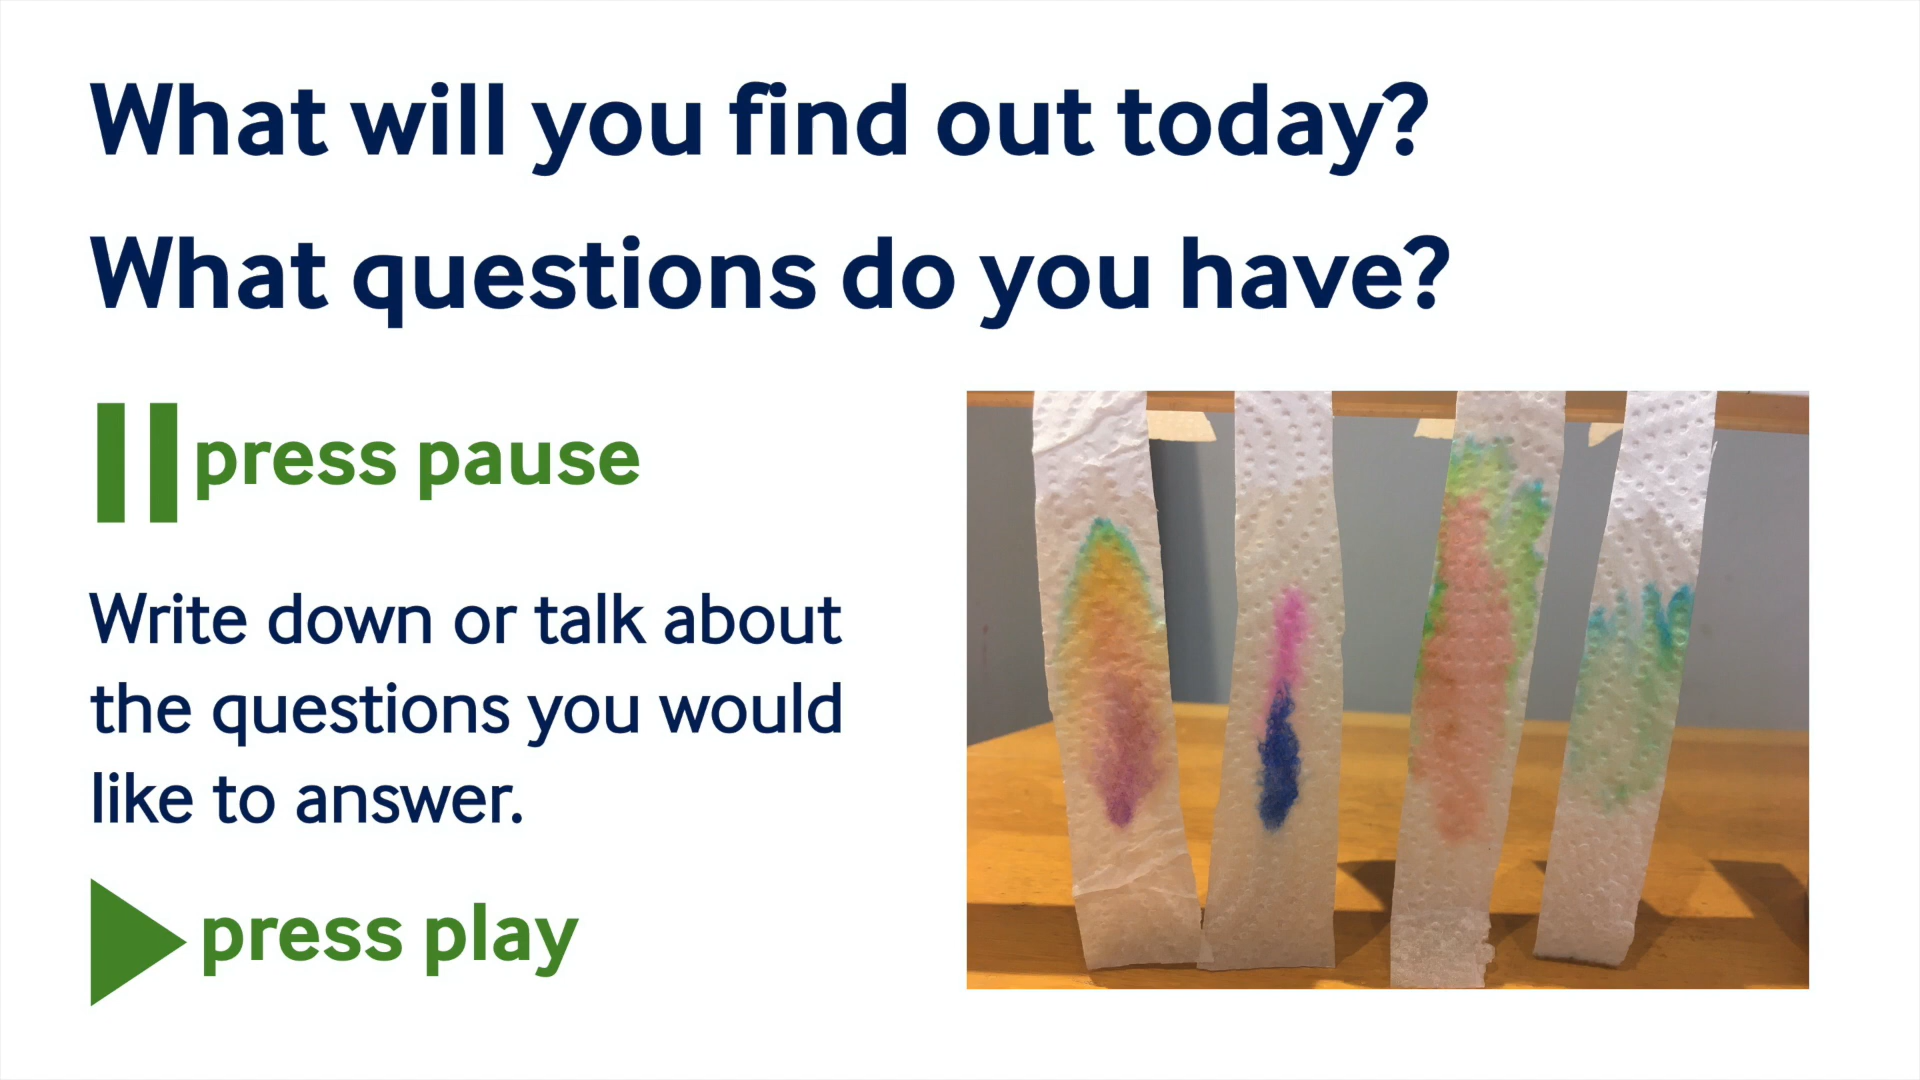 What will you find out today?
What questions do you have?
press pause
Write down or talk about
the questions you would
like to answer.
press play